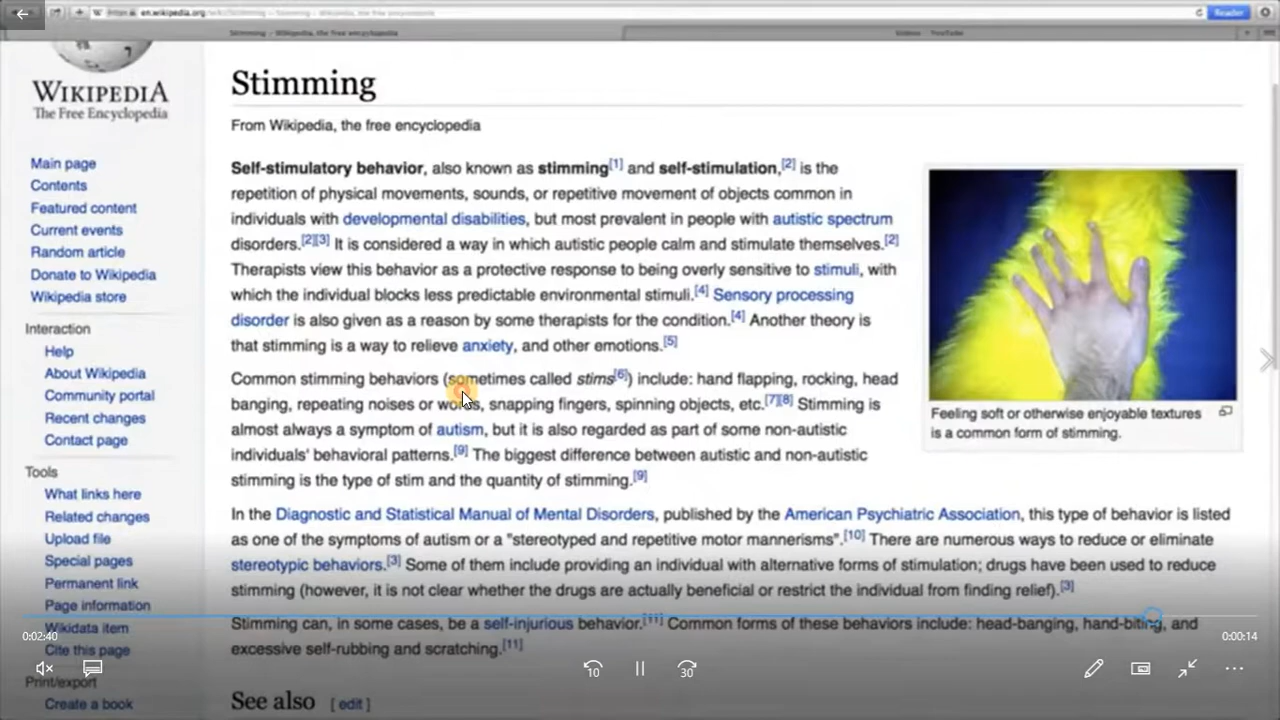 en.wikipedia.org
Reader
Stimming – Wikipedia, the free encyclopedia
Videos - YouTube
WIKIPEDIA
The Free Encyclopedia
Main page
Contents
Featured content
Current events
Random article
Donate to Wikipedia
Wikipedia store
Interaction
Help
About Wikipedia
Community portal
Recent changes
Contact page
Tools
What links here
Related changes
Upload file
Special pages
Permanent link
Page information
Wikidata item
Cite this page
Print/export
Create a book
Stimming
From Wikipedia, the free encyclopedia
Self-stimulatory behavior, also known as stimming[1] and self-stimulation,[2] is the
repetition of physical movements, sounds, or repetitive movement of objects common in
individuals with developmental disabilities, but most prevalent in people with autistic spectrum
disorders.[2][3] It is considered a way in which autistic people calm and stimulate themselves.[2]
Therapists view this behavior as a protective response to being overly sensitive to stimuli, with
which the individual blocks less predictable environmental stimuli.[4] Sensory processing
disorder is also given as a reason by some therapists for the condition.[4] Another theory is
that stimming is a way to relieve anxiety, and other emotions.[5]
Common stimming behaviors (sometimes called stims[6]) include: hand flapping, rocking, head
banging, repeating noises or words, snapping fingers, spinning objects, etc.[7][8] Stimming is
almost always a symptom of autism, but it is also regarded as part of some non-autistic
individuals' behavioral patterns.[9] The biggest difference between autistic and non-autistic
stimming is the type of stim and the quantity of stimming.[9]
Feeling soft or otherwise enjoyable textures
is a common form of stimming.
In the Diagnostic and Statistical Manual of Mental Disorders, published by the American Psychiatric Association, this type of behavior is listed
as one of the symptoms of autism or a "stereotyped and repetitive motor mannerisms".[10] There are numerous ways to reduce or eliminate
stereotypic behaviors.[3] Some of them include providing an individual with alternative forms of stimulation; drugs have been used to reduce
stimming (however, it is not clear whether the drugs are actually beneficial or restrict the individual from finding relief).[3]
Stimming can, in some cases, be a self-injurious behavior.[11] Common forms of these behaviors include: head-banging, hand-biting, and
excessive self-rubbing and scratching.[11]
See also [ edit ]
0:02:40
0:00:14
10
30